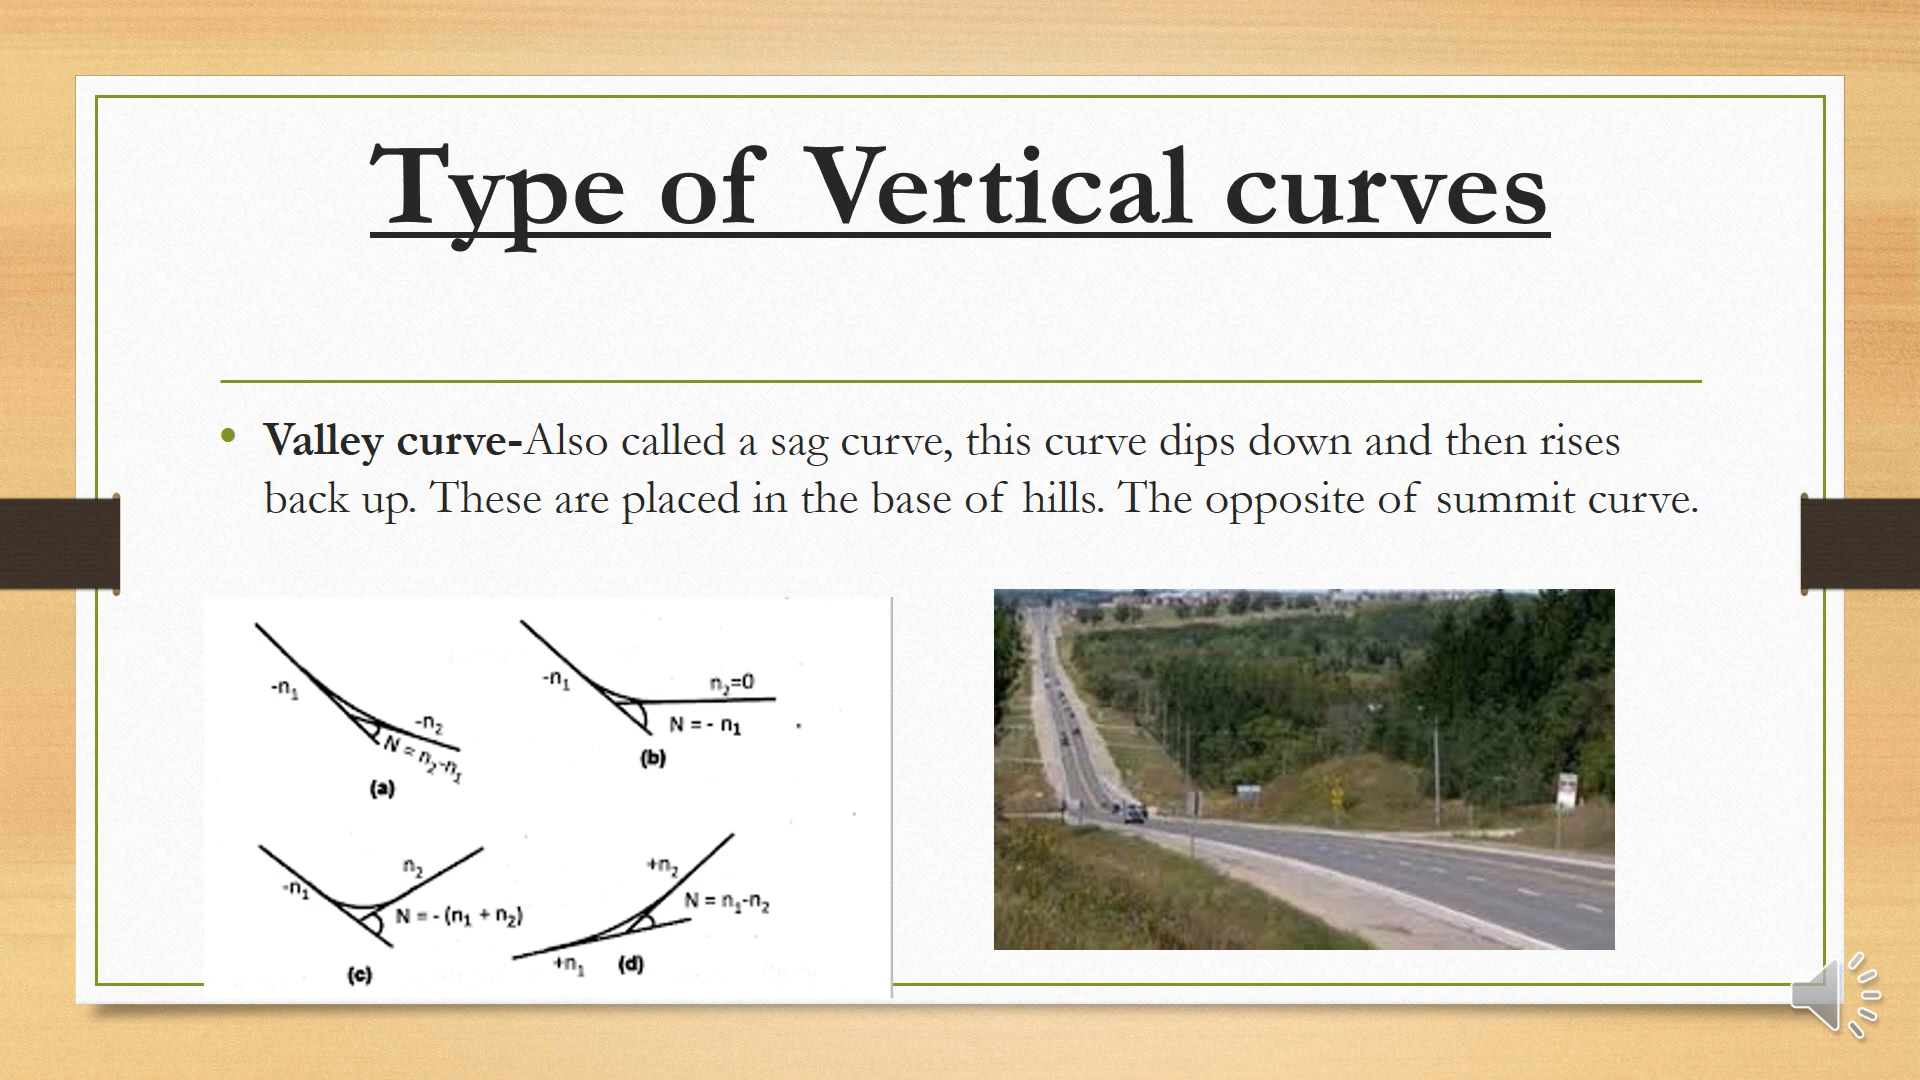 Type of Vertical curves
• Valley curve-Also called a sag curve, this curve dips down and then rises
back up. These are placed in the base of hills. The opposite of summit curve.
-n₁
-n₂
N = n₂-n₁
(a)
-n₁
n₂=0
N = - n₁
(b)
-n₁
n₂
N = - (n₁ + n₂)
(c)
+n₂
N = n₁-n₂
+n₁
(d)